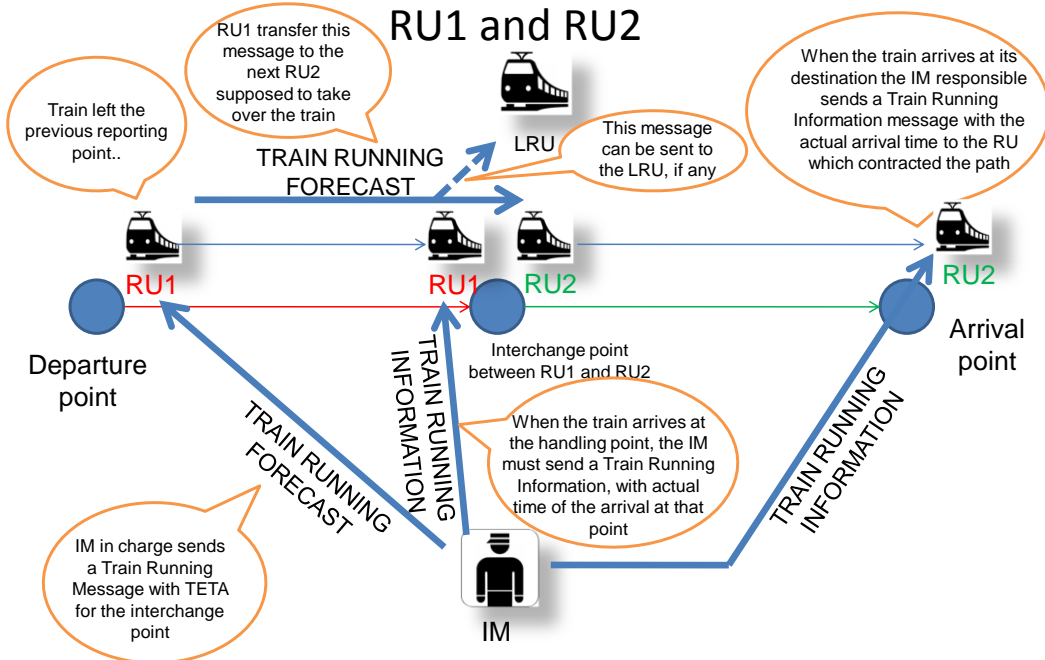 RU1 and RU2
RU1 transfer this
message to the
next RU2
supposed to take
over the train
Train left the
previous reporting
point..
When the train arrives at its
destination the IM responsible
sends a Train Running
Information message with the
actual arrival time to the RU
which contracted the path
LRU
This message
can be sent to
the LRU, if any
TRAIN RUNNING
FORECAST
RU1
RU1
RU2
RU2
Departure
point
Interchange point
between RU1 and RU2
Arrival
point
TRAIN RUNNING
FORECAST
TRAIN RUNNING
INFORMATION
When the train arrives at
the handling point, the IM
must send a Train Running
Information, with actual
time of the arrival at that
point
TRAIN RUNNING
INFORMATION
IM in charge sends
a Train Running
Message with TETA
for the interchange
point
IM